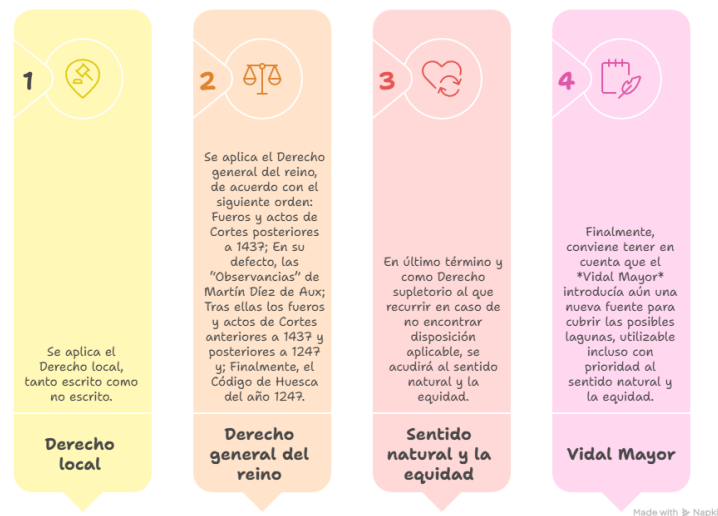 1
Se aplica el
Derecho local,
tanto escrito como
no escrito.
Derecho
local
2
Se aplica el Derecho
general del reino,
de acuerdo con el
siguiente orden:
Fueros y actos de
Cortes posteriores
a 1437; En su
defecto, las
"Observancias" de
Martín Díez de Aux;
Tras ellas los fueros
y actos de Cortes
anteriores a 1437 y
posteriores a 1247
y; Finalmente, el
Código de Huesca
del año 1247.
Derecho
general del
reino
3
En último término y
como Derecho
supletorio al que
recurrir en caso de
no encontrar
disposición
aplicable, se
acudirá al sentido
natural y la
equidad.
Sentido
natural y la
equidad
4
Finalmente,
conviene tener en
cuenta que el
*Vidal Mayor*
introducía aún una
nueva fuente para
cubrir las posibles
lagunas, utilizable
incluso con
prioridad al
sentido natural y
la equidad.
Vidal Mayor
Made with Napki